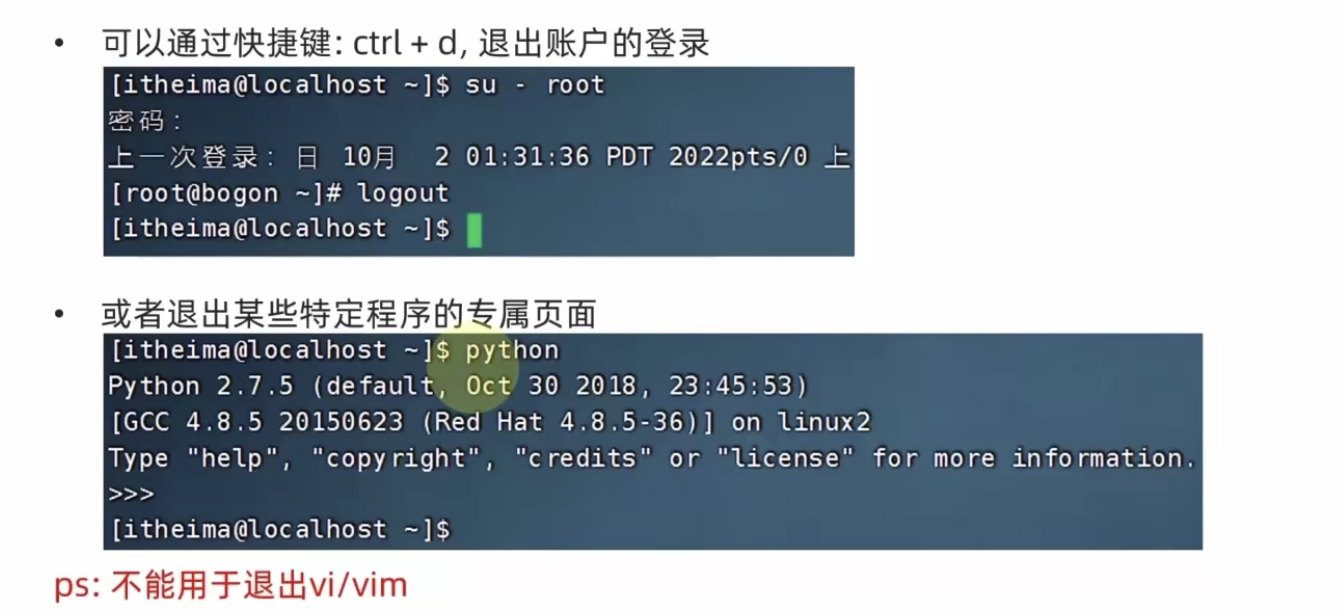 • 可以通过快捷键: ctrl + d, 退出账户的登录
[itheima@localhost ~]$ su - root
密码：
上一次登录：日 10月  2 01:31:36 PDT 2022pts/0 上
[root@bogon ~]# logout
[itheima@localhost ~]$
• 或者退出某些特定程序的专属页面
[itheima@localhost ~]$ python
Python 2.7.5 (default, Oct 30 2018, 23:45:53)
[GCC 4.8.5 20150623 (Red Hat 4.8.5-36)] on linux2
Type "help", "copyright", "credits" or "license" for more information.
>>>
[itheima@localhost ~]$
ps: 不能用于退出vi/vim